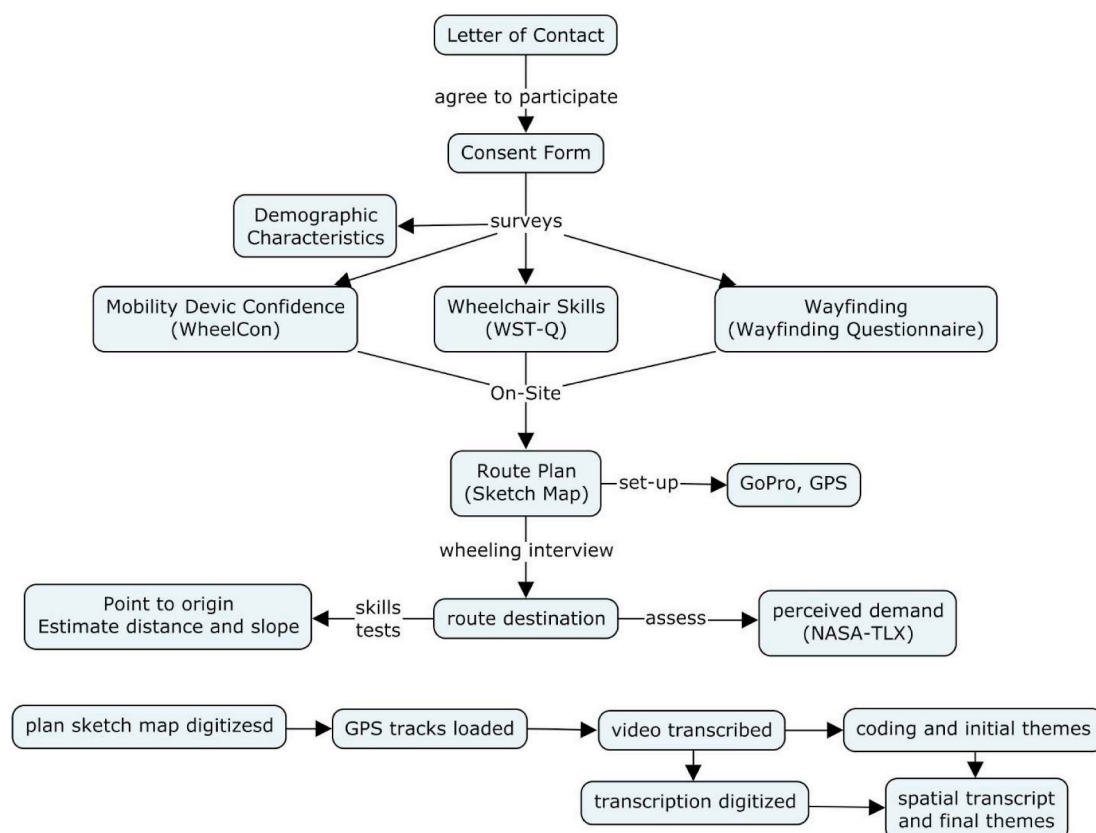 Letter of Contact
agree to participate
Consent Form
surveys
Demographic
Characteristics
Mobility Devic Confidence
(WheelCon)
Wheelchair Skills
(WST-Q)
Wayfinding
(Wayfinding Questionnaire)
On-Site
Route Plan
(Sketch Map)
set-up
GoPro, GPS
wheeling interview
Point to origin
Estimate distance and slope
skills
tests
route destination
assess
perceived demand
(NASA-TLX)
plan sketch map digitizesd
GPS tracks loaded
video transcribed
coding and initial themes
transcription digitized
spatial transcript
and final themes